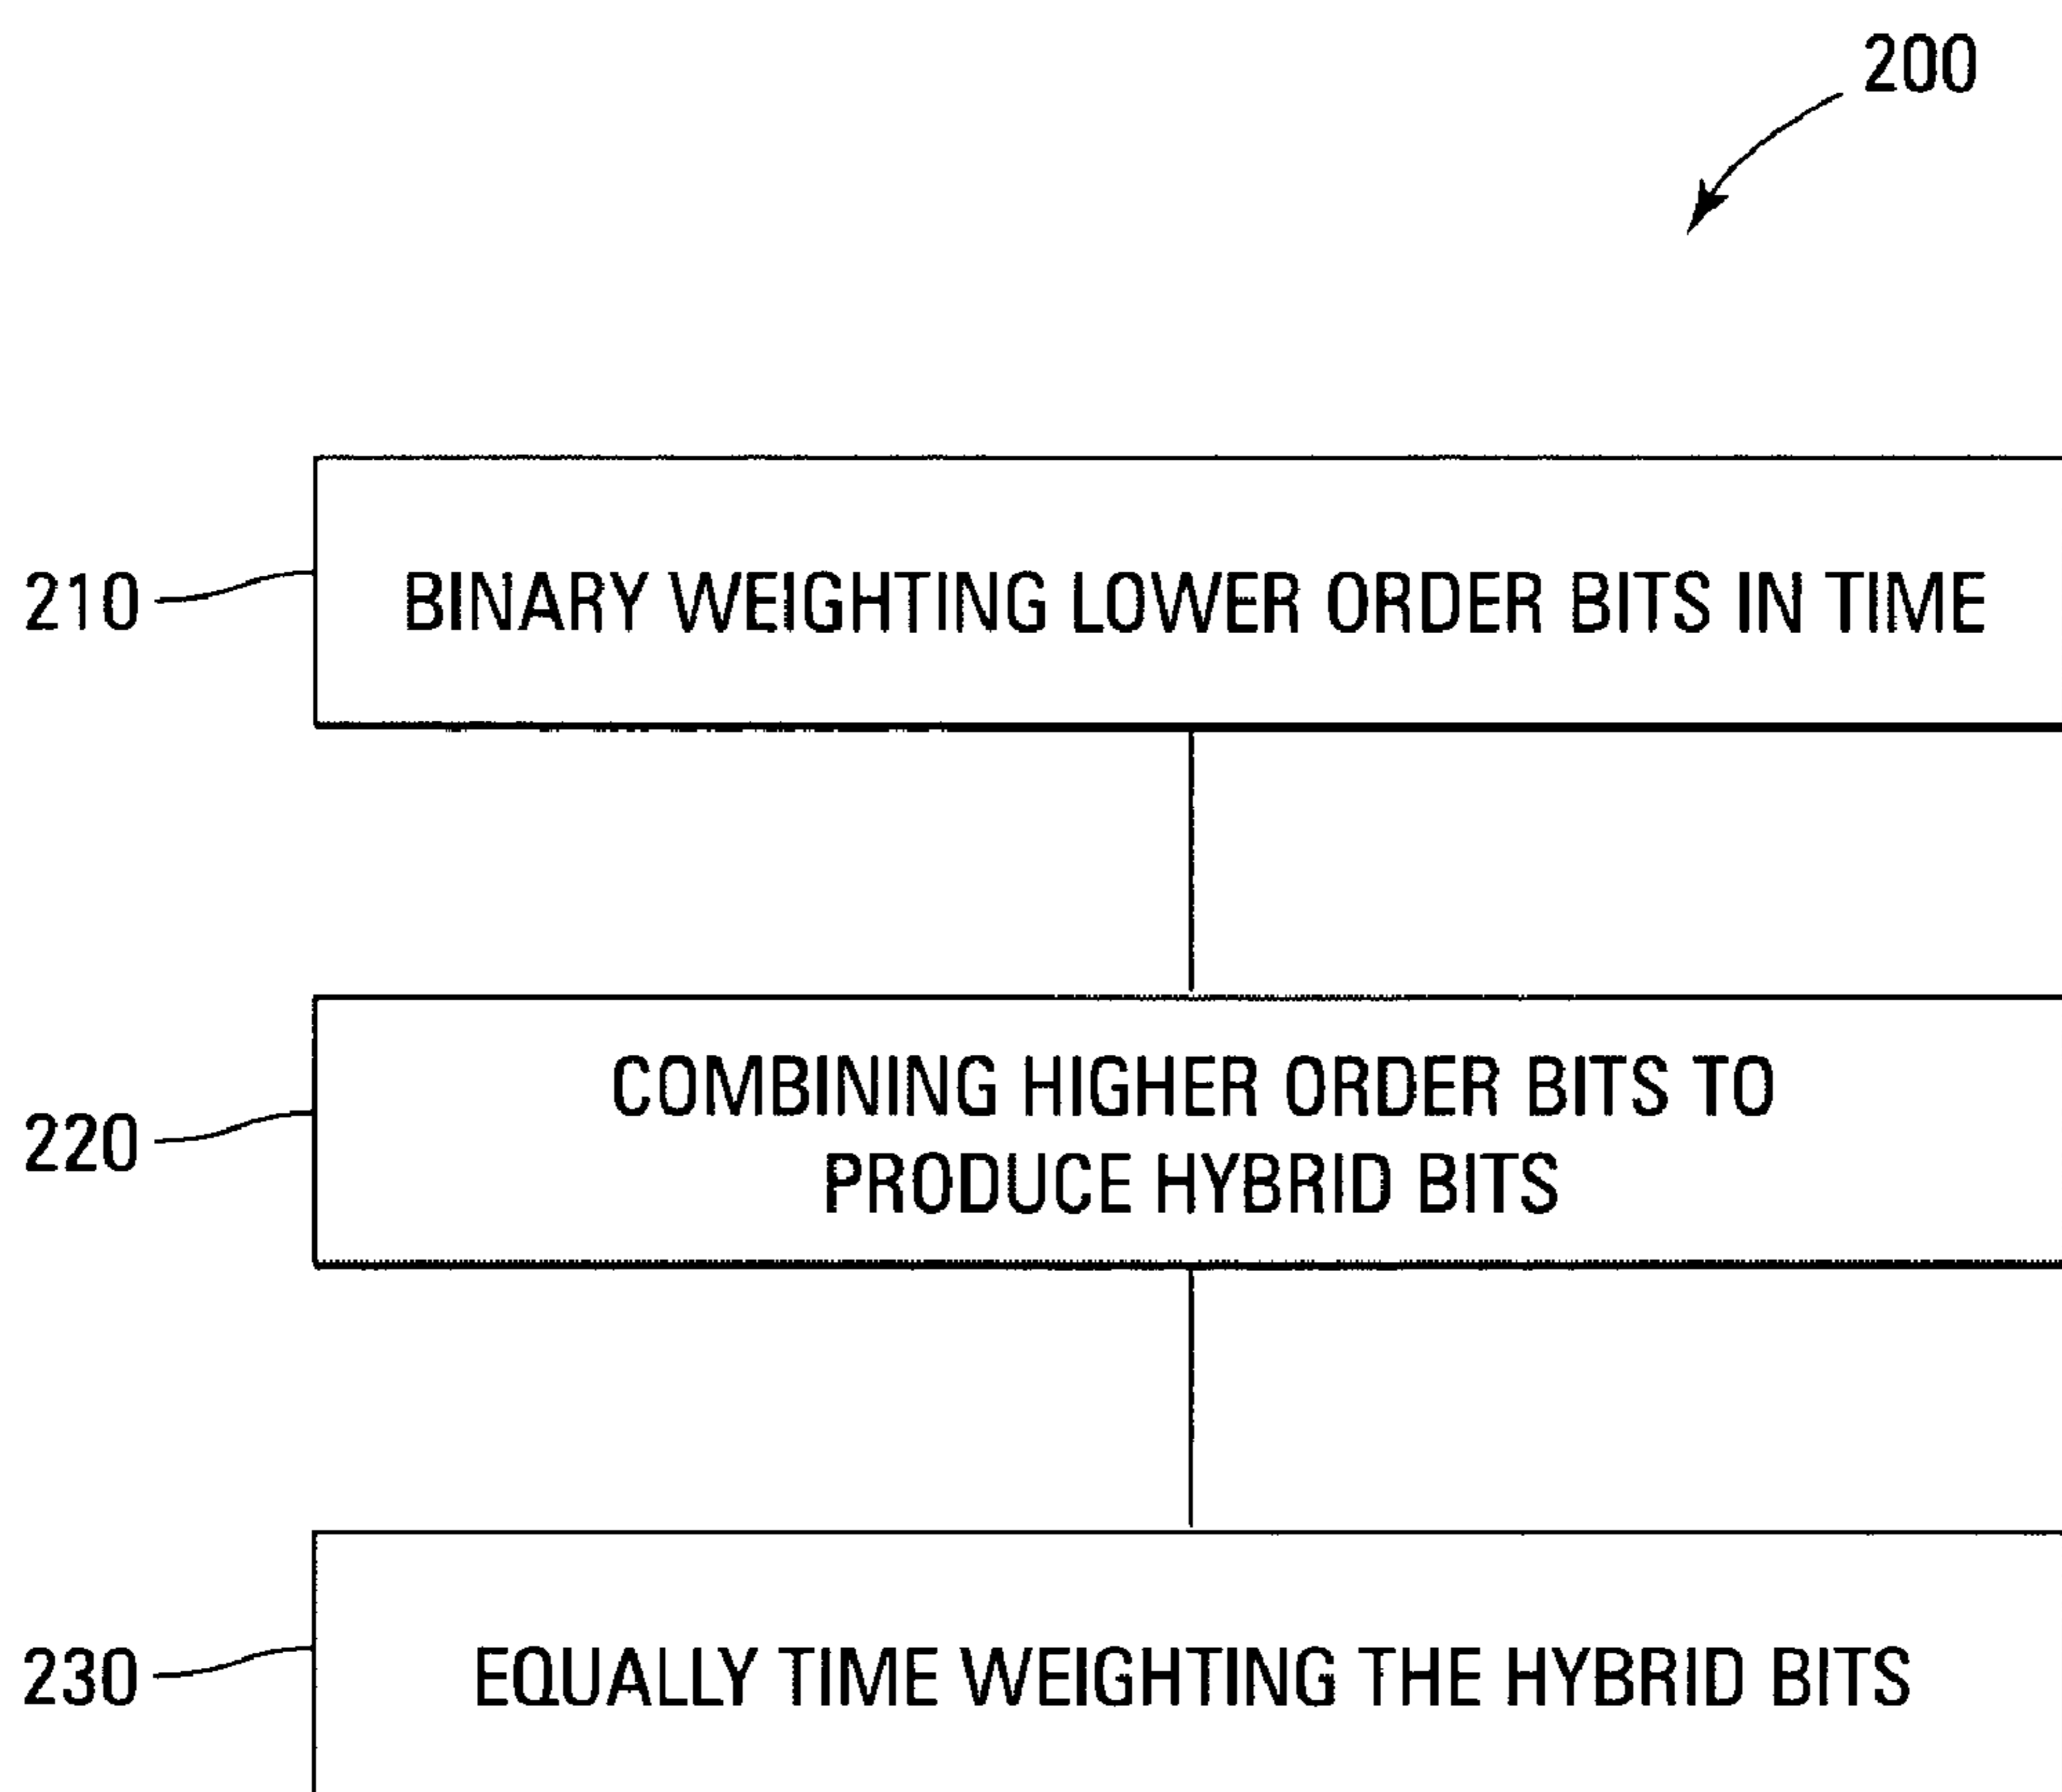 200
210
BINARY WEIGHTING LOWER ORDER BITS IN TIME
220
COMBINING HIGHER ORDER BITS TO
PRODUCE HYBRID BITS
230
EQUALLY TIME WEIGHTING THE HYBRID BITS